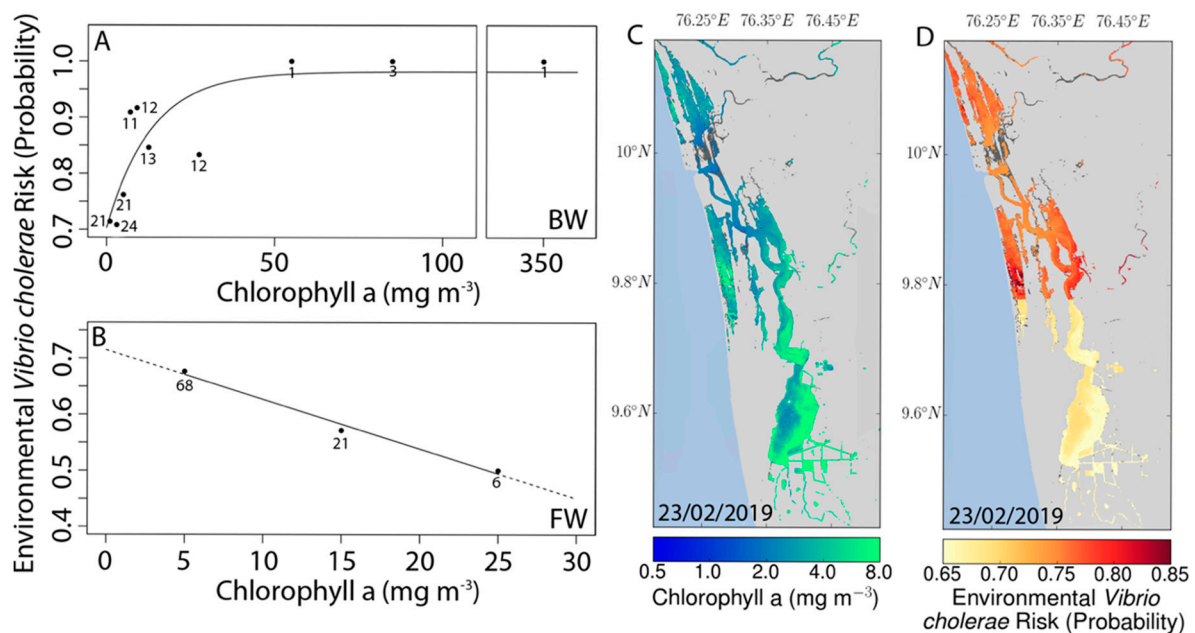 Environmental Vibrio cholerae Risk (Probability)
A
1.0
0.9
0.8
0.7
21
24
21
11
12
13
12
1
3
1
BW
0
50
100
350
Chlorophyll a (mg m-3)
B
0.7
0.6
0.5
0.4
68
21
6
FW
0
5
10
15
20
25
30
Chlorophyll a (mg m-3)
C
76.25°E 76.35°E 76.45°E
10°N
9.8°N
9.6°N
23/02/2019
0.5 1.0 2.0 4.0 8.0
Chlorophyll a (mg m−3)
D
76.25°E 76.35°E 76.45°E
10°N
9.8°N
9.6°N
23/02/2019
0.65 0.70 0.75 0.80 0.85
Environmental Vibrio
cholerae Risk (Probability)